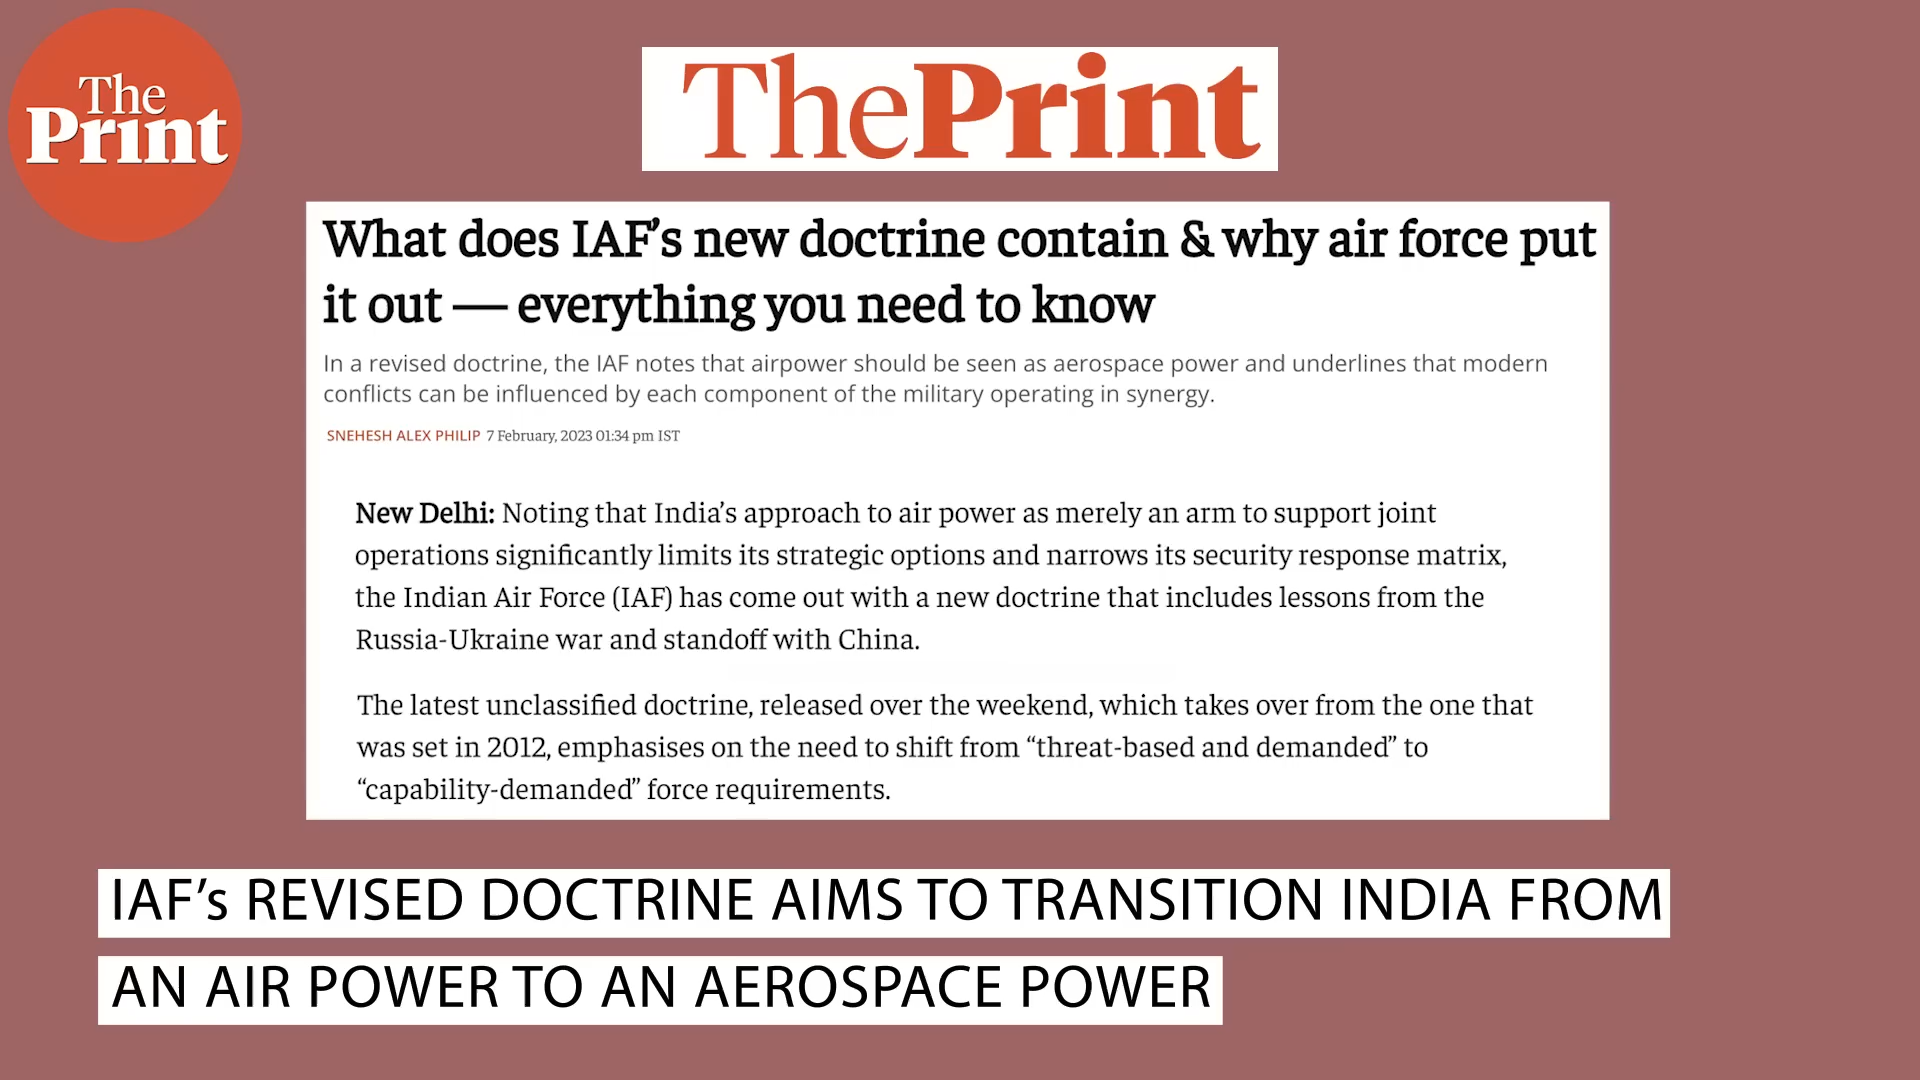 The
Print
ThePrint
What does IAF’s new doctrine contain & why air force put
it out — everything you need to know
In a revised doctrine, the IAF notes that airpower should be seen as aerospace power and underlines that modern
conflicts can be influenced by each component of the military operating in synergy.
SNEHESH ALEX PHILIP 7 February, 2023 01:34 pm IST
New Delhi: Noting that India’s approach to air power as merely an arm to support joint
operations significantly limits its strategic options and narrows its security response matrix,
the Indian Air Force (IAF) has come out with a new doctrine that includes lessons from the
Russia-Ukraine war and standoff with China.
The latest unclassified doctrine, released over the weekend, which takes over from the one that
was set in 2012, emphasises on the need to shift from “threat-based and demanded” to
“capability-demanded” force requirements.
IAF’s REVISED DOCTRINE AIMS TO TRANSITION INDIA FROM
AN AIR POWER TO AN AEROSPACE POWER